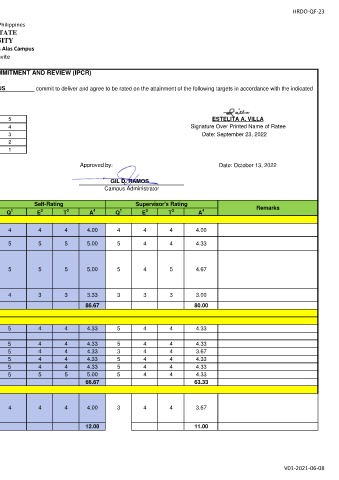 HRDO-QF-23
Philippines
TATE
SITY
s Alas Campus
avite
MMITMENT AND REVIEW (IPCR)
US commit to deliver and agree to be rated on the attainment of the following targets in accordance with the indicated
5
4
3
2
1
ESTELITA A. VILLA
Signature Over Printed Name of Ratee
Date: September 23, 2022
Approved by:
Date: October 13, 2022
GIL D. RAMOS
Campus Administrator
Self-Rating Supervisor's Rating Remarks
Q1 E2 T3 A4 Q1 E2 T3 A4
4 4 4 4.00 4 4 4 4.00
5 5 5 5.00 5 4 4 4.33
5 5 5 5.00 5 4 5 4.67
4 3 3 3.33 3 3 3 3.00
86.67 80.00
5 4 4 4.33 5 4 4 4.33
5 4 4 4.33 5 4 4 4.33
5 4 4 4.33 3 4 4 3.67
5 4 4 4.33 5 4 4 4.33
5 4 4 4.33 5 4 4 4.33
5 5 5 5.00 5 4 4 4.33
66.67 63.33
4 4 4 4.00 3 4 4 3.67
12.00 11.00
V01-2021-06-08